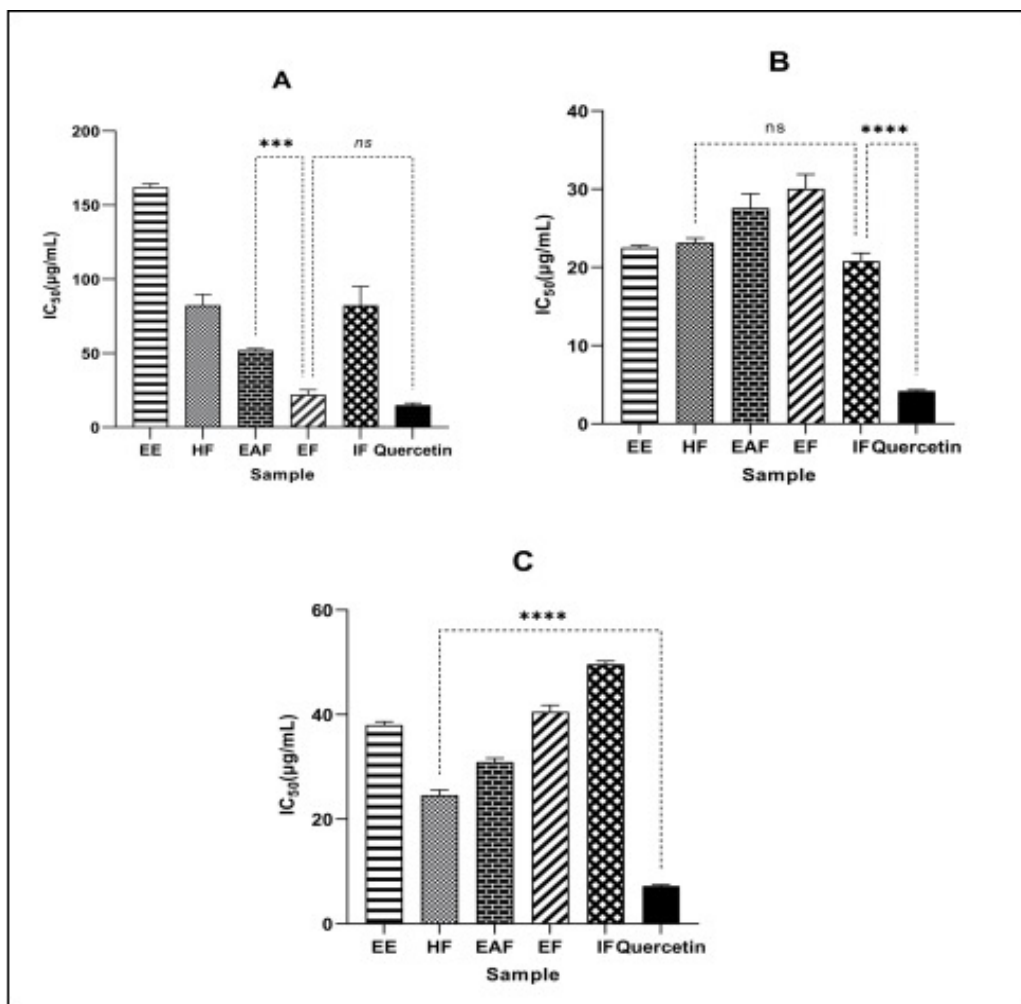 A
200
150
100
50
0
IC₅₀(µg/mL)
***
ns
EE HF EAF EF IF Quercetin
Sample
B
40
30
20
10
0
IC₅₀(µg/mL)
ns
****
EE HF EAF EF IF Quercetin
Sample
C
60
40
20
0
IC₅₀(µg/mL)
****
EE HF EAF EF IF Quercetin
Sample